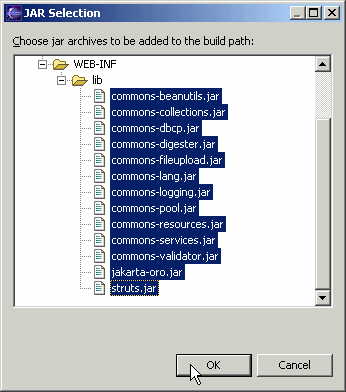 JAR Selection
Choose jar archives to be added to the build path:
WEB-INF
lib
commons-beanutils.jar
commons-collections.jar
commons-dbcp.jar
commons-digester.jar
commons-fileupload.jar
commons-lang.jar
commons-logging.jar
commons-pool.jar
commons-resources.jar
commons-services.jar
commons-validator.jar
jakarta-oro.jar
struts.jar
OK Cancel